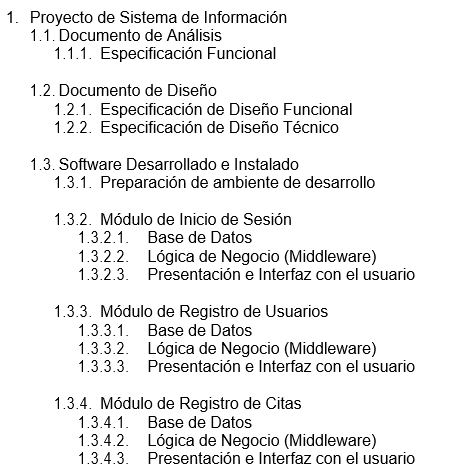 1. Proyecto de Sistema de Información
1.1. Documento de Análisis
1.1.1. Especificación Funcional
1.2. Documento de Diseño
1.2.1. Especificación de Diseño Funcional
1.2.2. Especificación de Diseño Técnico
1.3. Software Desarrollado e Instalado
1.3.1. Preparación de ambiente de desarrollo
1.3.2. Módulo de Inicio de Sesión
1.3.2.1. Base de Datos
1.3.2.2. Lógica de Negocio (Middleware)
1.3.2.3. Presentación e Interfaz con el usuario
1.3.3. Módulo de Registro de Usuarios
1.3.3.1. Base de Datos
1.3.3.2. Lógica de Negocio (Middleware)
1.3.3.3. Presentación e Interfaz con el usuario
1.3.4. Módulo de Registro de Citas
1.3.4.1. Base de Datos
1.3.4.2. Lógica de Negocio (Middleware)
1.3.4.3. Presentación e Interfaz con el usuario